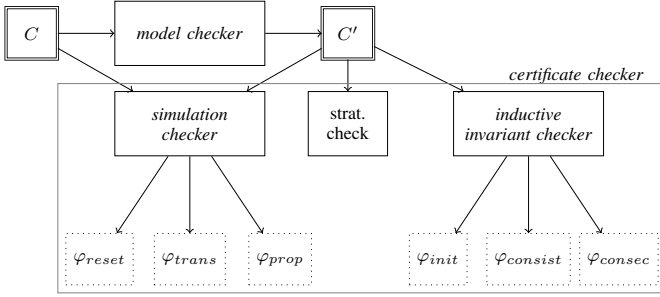 C
model checker
C′
certificate checker
simulation
checker
strat.
check
inductive
invariant checker
φreset
φtrans
φprop
φinit
φconsist
φconsec